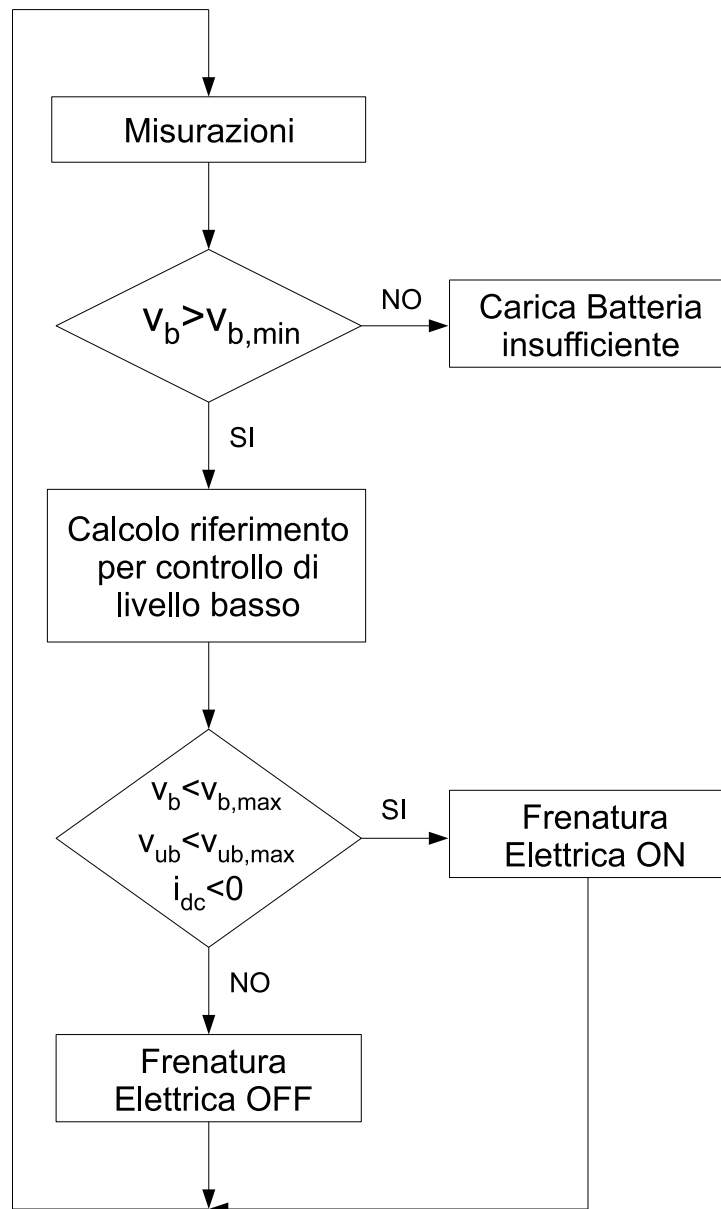 Misurazioni
v_b>v_b,min
NO
Carica Batteria
insufficiente
SI
Calcolo riferimento
per controllo di
livello basso
v_b<v_b,max
v_ub<v_ub,max
i_dc<0
SI
Frenatura
Elettrica ON
NO
Frenatura
Elettrica OFF